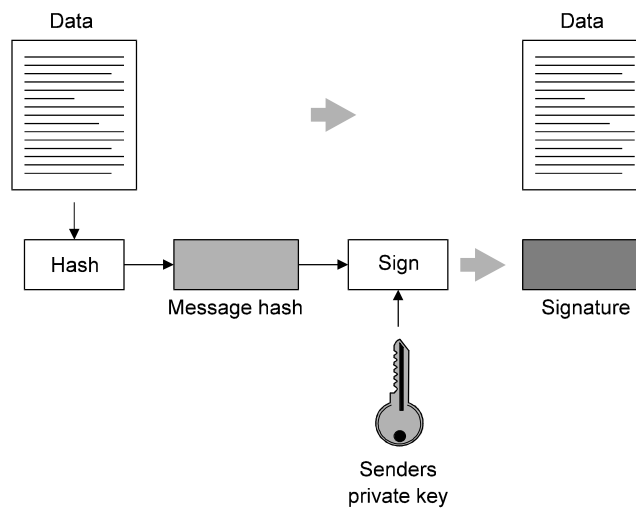 Data
Data
Hash
Sign
Message hash
Signature
Senders
private key